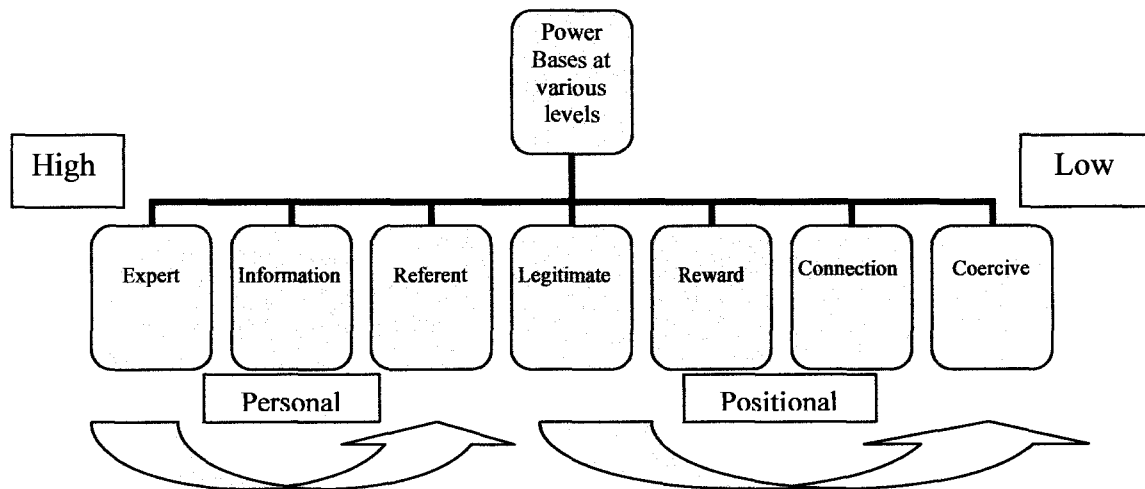 Power
Bases at
various
levels
High
Low
Expert
Information
Referent
Legitimate
Reward
Connection
Coercive
Personal
Positional